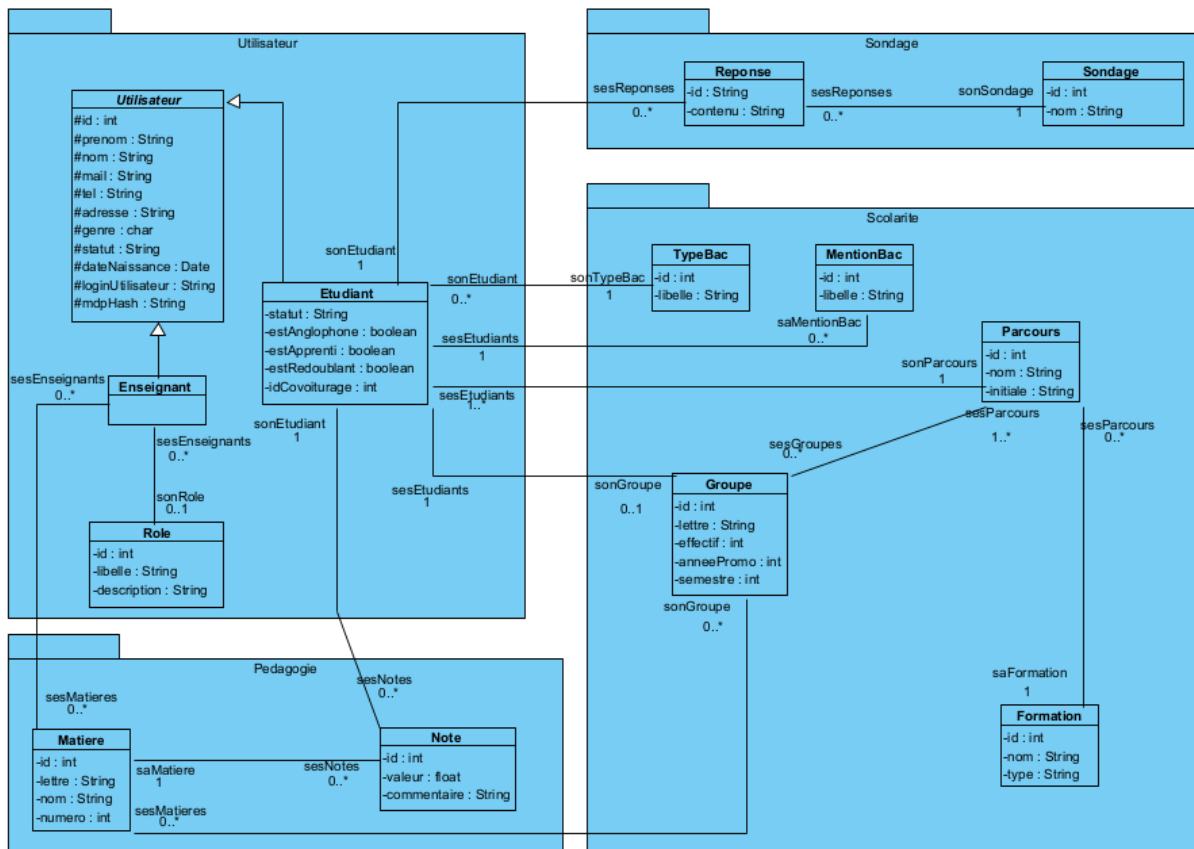 Utilisateur
Utilisateur
#id : int
#prenom : String
#nom : String
#mail : String
#tel : String
#adresse : String
#genre : char
#statut : String
#dateNaissance : Date
#loginUtilisateur : String
#mdpHash : String
Etudiant
-statut : String
-estAnglophone : boolean
-estApprenti : boolean
-estRedoublant : boolean
-idCovoiturage : int
sonEtudiant
1
sonEtudiant
0..*
sesEtudiants
1
sesEtudiants
1..*
sesEtudiants
1
sonEtudiant
1
Enseignant
sesEnseignants
0..*
sesEnseignants
0..*
sonRole
0..1
Role
-id : int
-libelle : String
-description : String
Sondage
Reponse
-id : String
-contenu : String
sesReponses
0..*
sesReponses
0..*
sonSondage
1
Sondage
-id : int
-nom : String
Scolarite
TypeBac
-id : int
-libelle : String
sonTypeBac
1
MentionBac
-id : int
-libelle : String
saMentionBac
0..*
Parcours
-id : int
-nom : String
-initiale : String
sonParcours
1
sesParcours
1..*
sesParcours
0..*
sesGroupes
0..*
Groupe
-id : int
-lettre : String
-effectif : int
-anneePromo : int
-semestre : int
sonGroupe
0..1
sonGroupe
0..*
saFormation
1
Formation
-id : int
-nom : String
-type : String
Pedagogie
sesMatieres
0..*
Matiere
-id : int
-lettre : String
-nom : String
-numero : int
saMatiere
1
sesNotes
0..*
sesNotes
0..*
Note
-id : int
-valeur : float
-commentaire : String
sesMatieres
0..*